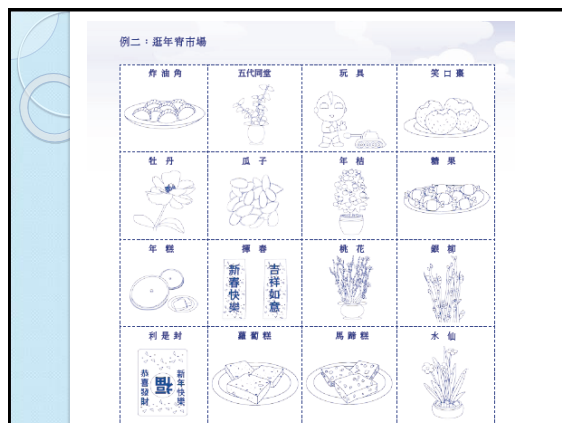 例二：逛年宵市場
炸油角 五代同堂 玩具 笑口棗
牡丹 瓜子 年桔 糖果
年糕 揮春 桃花 銀柳
新春快樂 吉祥如意
利是封 蘿蔔糕 馬蹄糕 水仙
恭喜發財 福 新年快樂